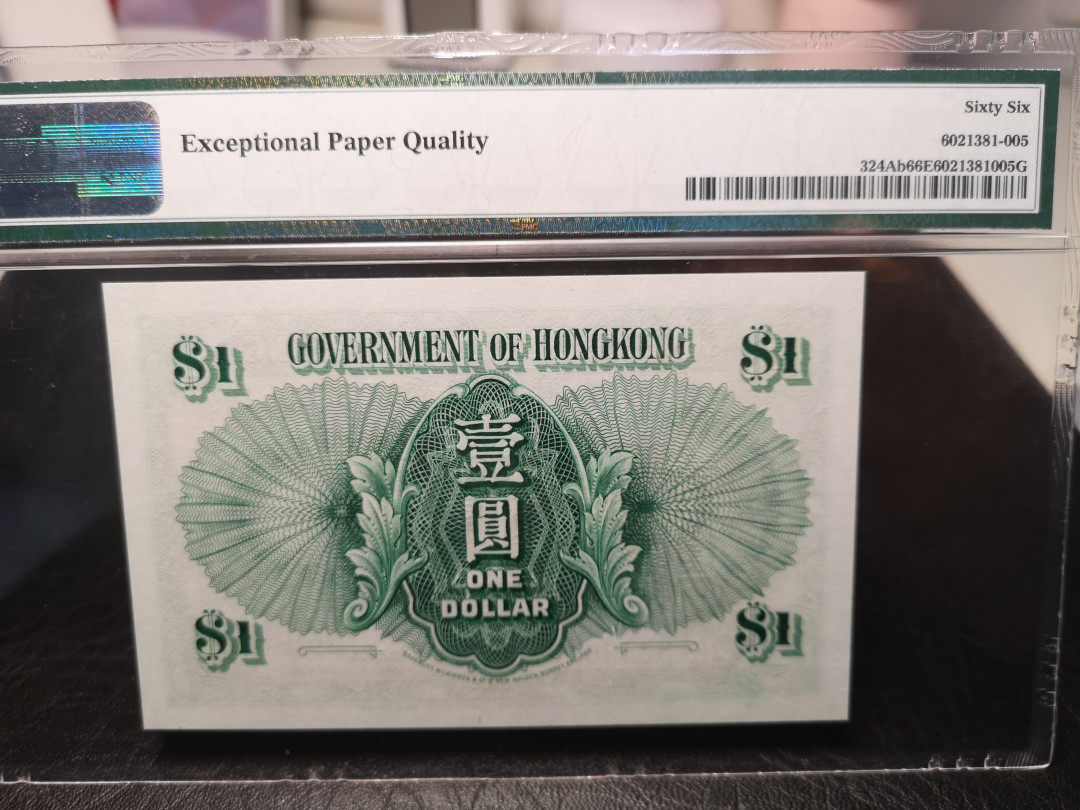 Sixty Six
Exceptional Paper Quality
6021381-005
324Ab66E6021381005G
PMG
$1
GOVERNMENT OF HONGKONG
$1
壹
圓
ONE
DOLLAR
$1
$1